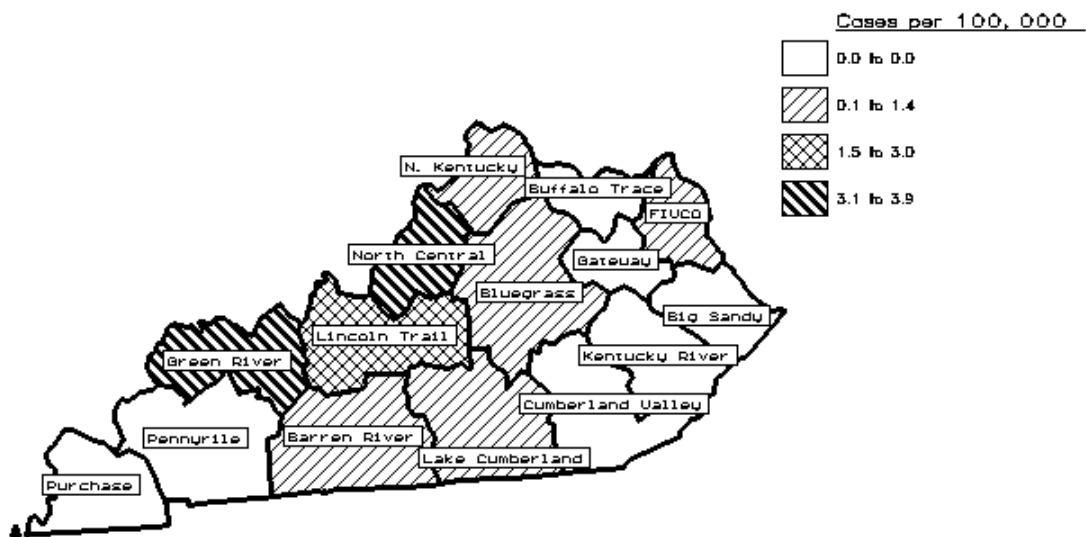 Cases per 100,000
0.0 to 0.0
0.1 to 1.4
1.5 to 3.0
3.1 to 3.9
N. Kentucky
Buffalo Trace
FIVCO
North Central
Gateway
Bluegrass
Big Sandy
Lincoln Trail
Kentucky River
Green River
Cumberland Valley
Pennyrile
Barren River
Lake Cumberland
Purchase